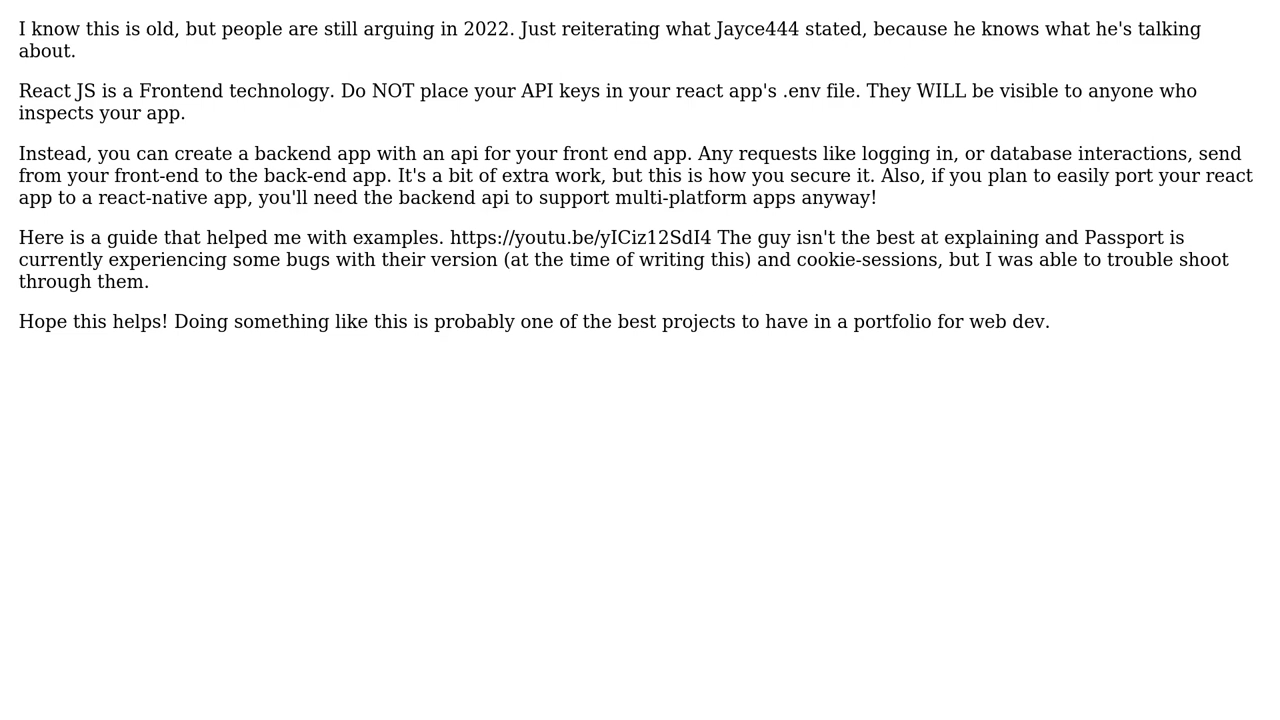 I know this is old, but people are still arguing in 2022. Just reiterating what Jayce444 stated, because he knows what he's talking
about.
React JS is a Frontend technology. Do NOT place your API keys in your react app's .env file. They WILL be visible to anyone who
inspects your app.
Instead, you can create a backend app with an api for your front end app. Any requests like logging in, or database interactions, send
from your front-end to the back-end app. It's a bit of extra work, but this is how you secure it. Also, if you plan to easily port your react
app to a react-native app, you'll need the backend api to support multi-platform apps anyway!
Here is a guide that helped me with examples. https://youtu.be/yICiz12SdI4 The guy isn't the best at explaining and Passport is
currently experiencing some bugs with their version (at the time of writing this) and cookie-sessions, but I was able to trouble shoot
through them.
Hope this helps! Doing something like this is probably one of the best projects to have in a portfolio for web dev.